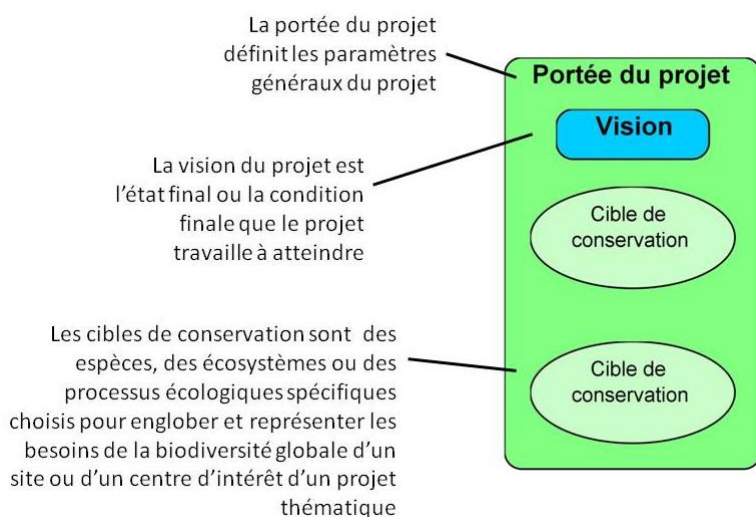 La portée du projet
définit les paramètres
généraux du projet
Portée du projet
Vision
La vision du projet est
l'état final ou la condition
finale que le projet
travaille à atteindre
Cible de
conservation
Les cibles de conservation sont des
espèces, des écosystèmes ou des
processus écologiques spécifiques
choisis pour englober et représenter les
besoins de la biodiversité globale d'un
site ou d'un centre d'intérêt d'un projet
thématique
Cible de
conservation